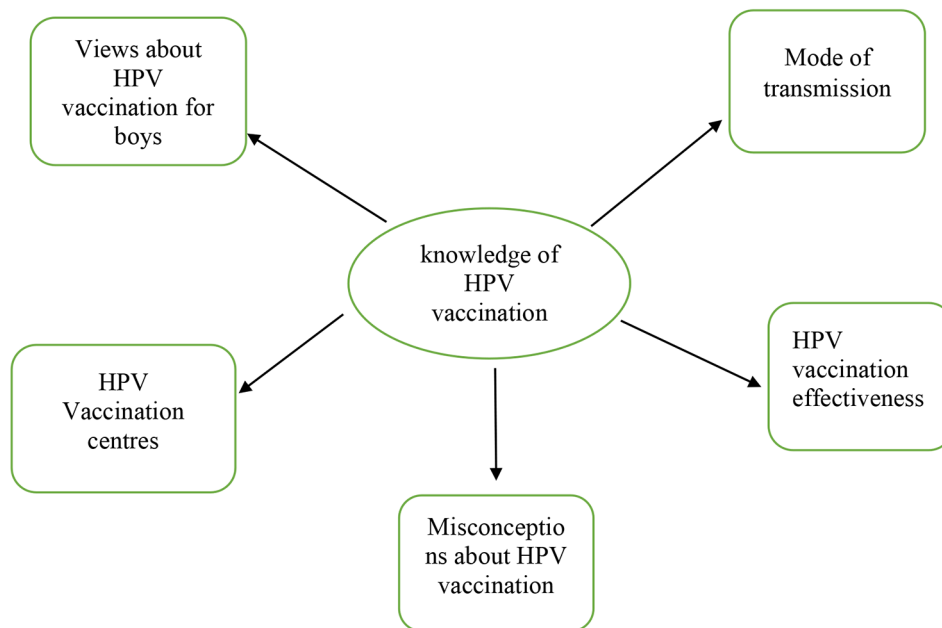 Views about
HPV
vaccination for
boys
Mode of
transmission
knowledge of
HPV
vaccination
HPV
Vaccination
centres
HPV
vaccination
effectiveness
Misconceptio
ns about HPV
vaccination